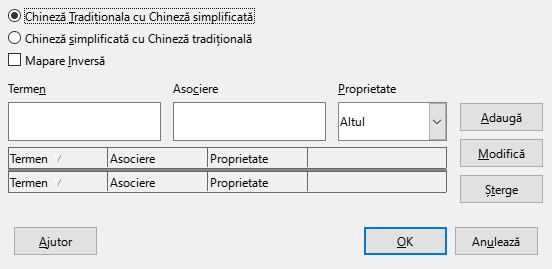 Chineză Tradiționala cu Chineză simplificată
Chineză simplificată cu Chineză tradițională
Mapare Inversă
Termen Asociere Proprietate
Altul Adaugă
Termen Asociere Proprietate Modifică
Termen Asociere Proprietate Șterge
Ajutor OK Anulează